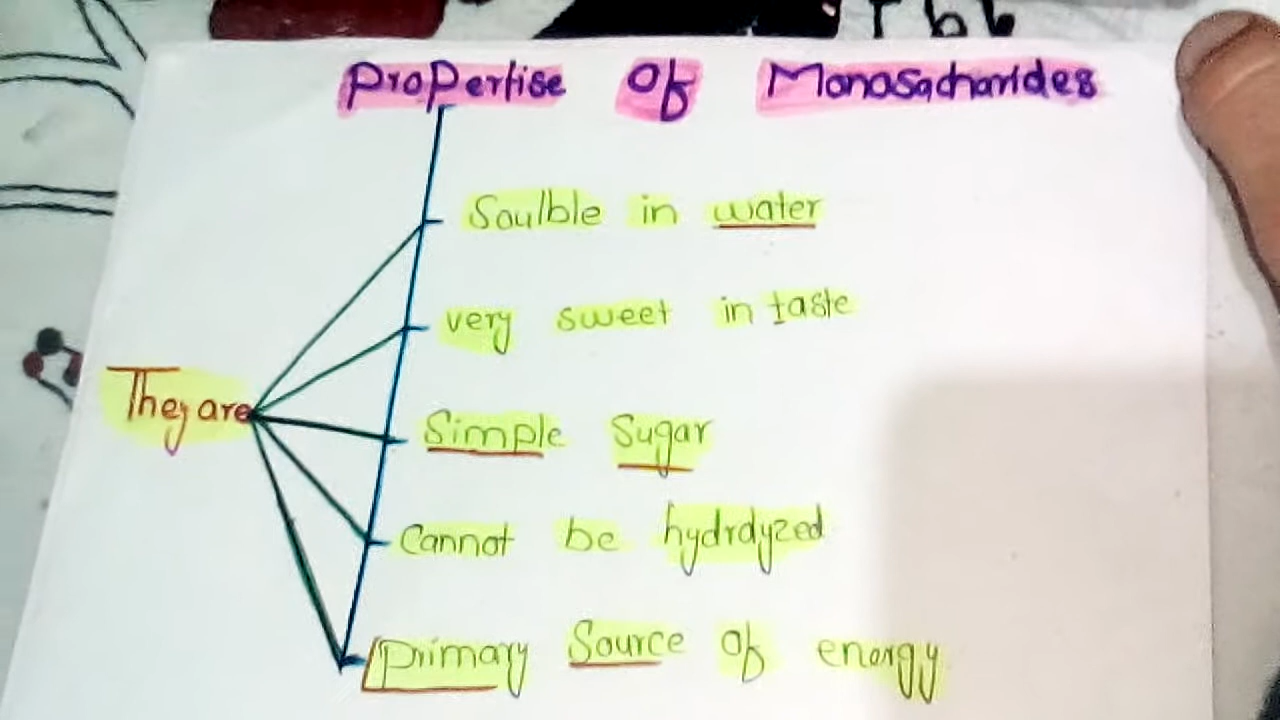 Propertise Of Monosacharides
Soulble in water
very sweet in taste
They are
Simple Sugar
Cannot be hydrolyzed
Primary Source Of energy